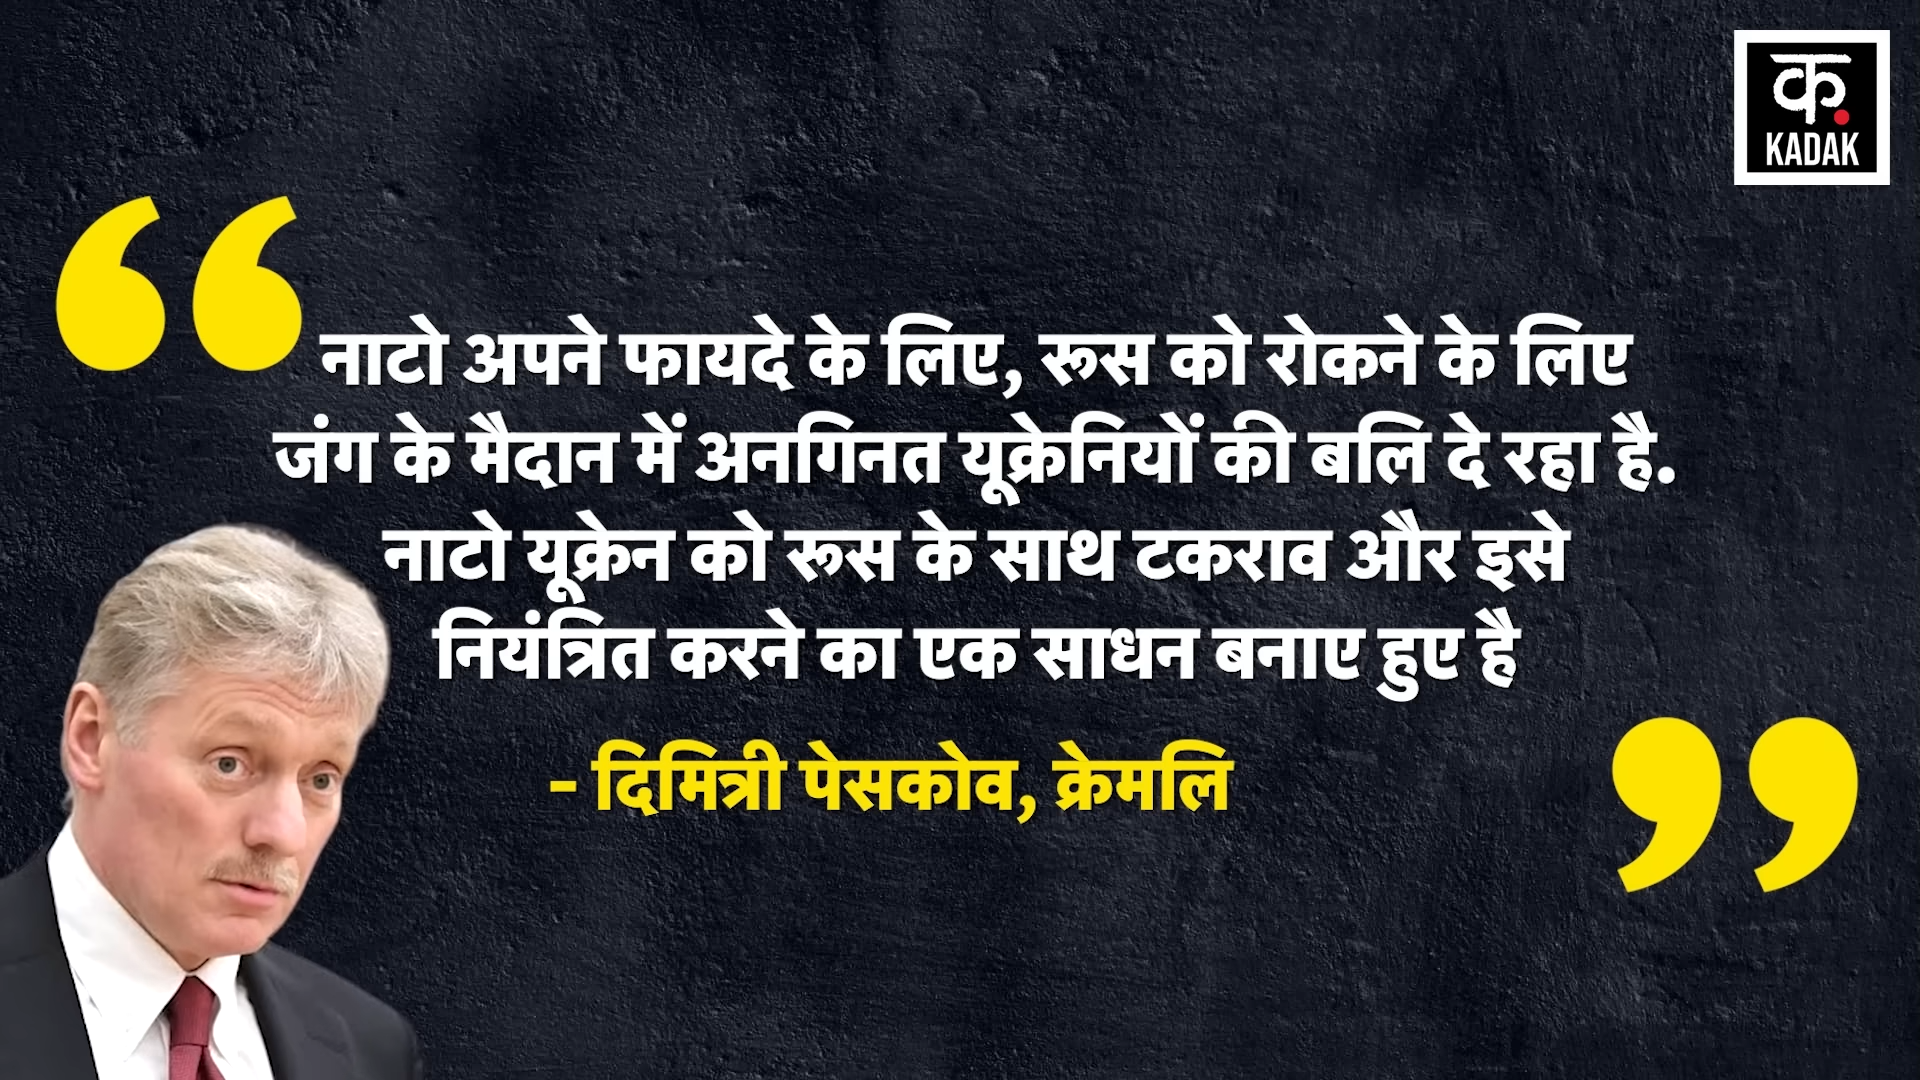 क
KADAK
नाटो अपने फायदे के लिए, रूस को रोकने के लिए
जंग के मैदान में अनगिनत यूक्रेनियों की बलि दे रहा है.
नाटो यूक्रेन को रूस के साथ टकराव और इसे
नियंत्रित करने का एक साधन बनाए हुए है
- दिमित्री पेसकोव, क्रेमलि